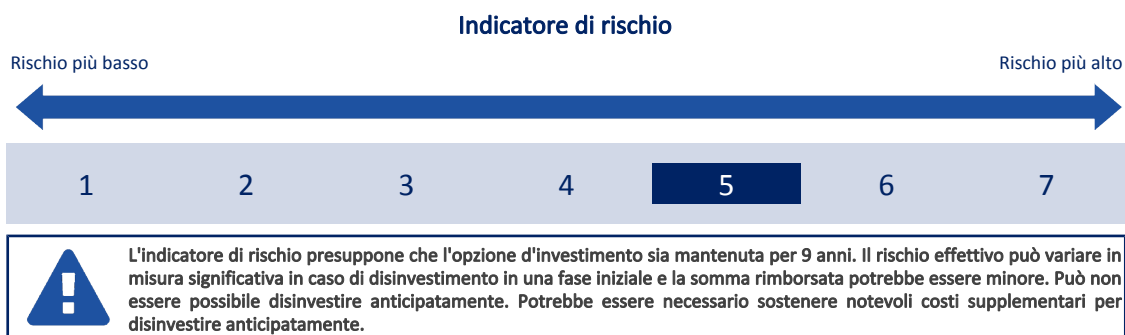 Indicatore di rischio
Rischio più basso
Rischio più alto
1 2 3 4 5 6 7
L'indicatore di rischio presuppone che l'opzione d'investimento sia mantenuta per 9 anni. Il rischio effettivo può variare in
misura significativa in caso di disinvestimento in una fase iniziale e la somma rimborsata potrebbe essere minore. Può non
essere possibile disinvestire anticipatamente. Potrebbe essere necessario sostenere notevoli costi supplementari per
disinvestire anticipatamente.